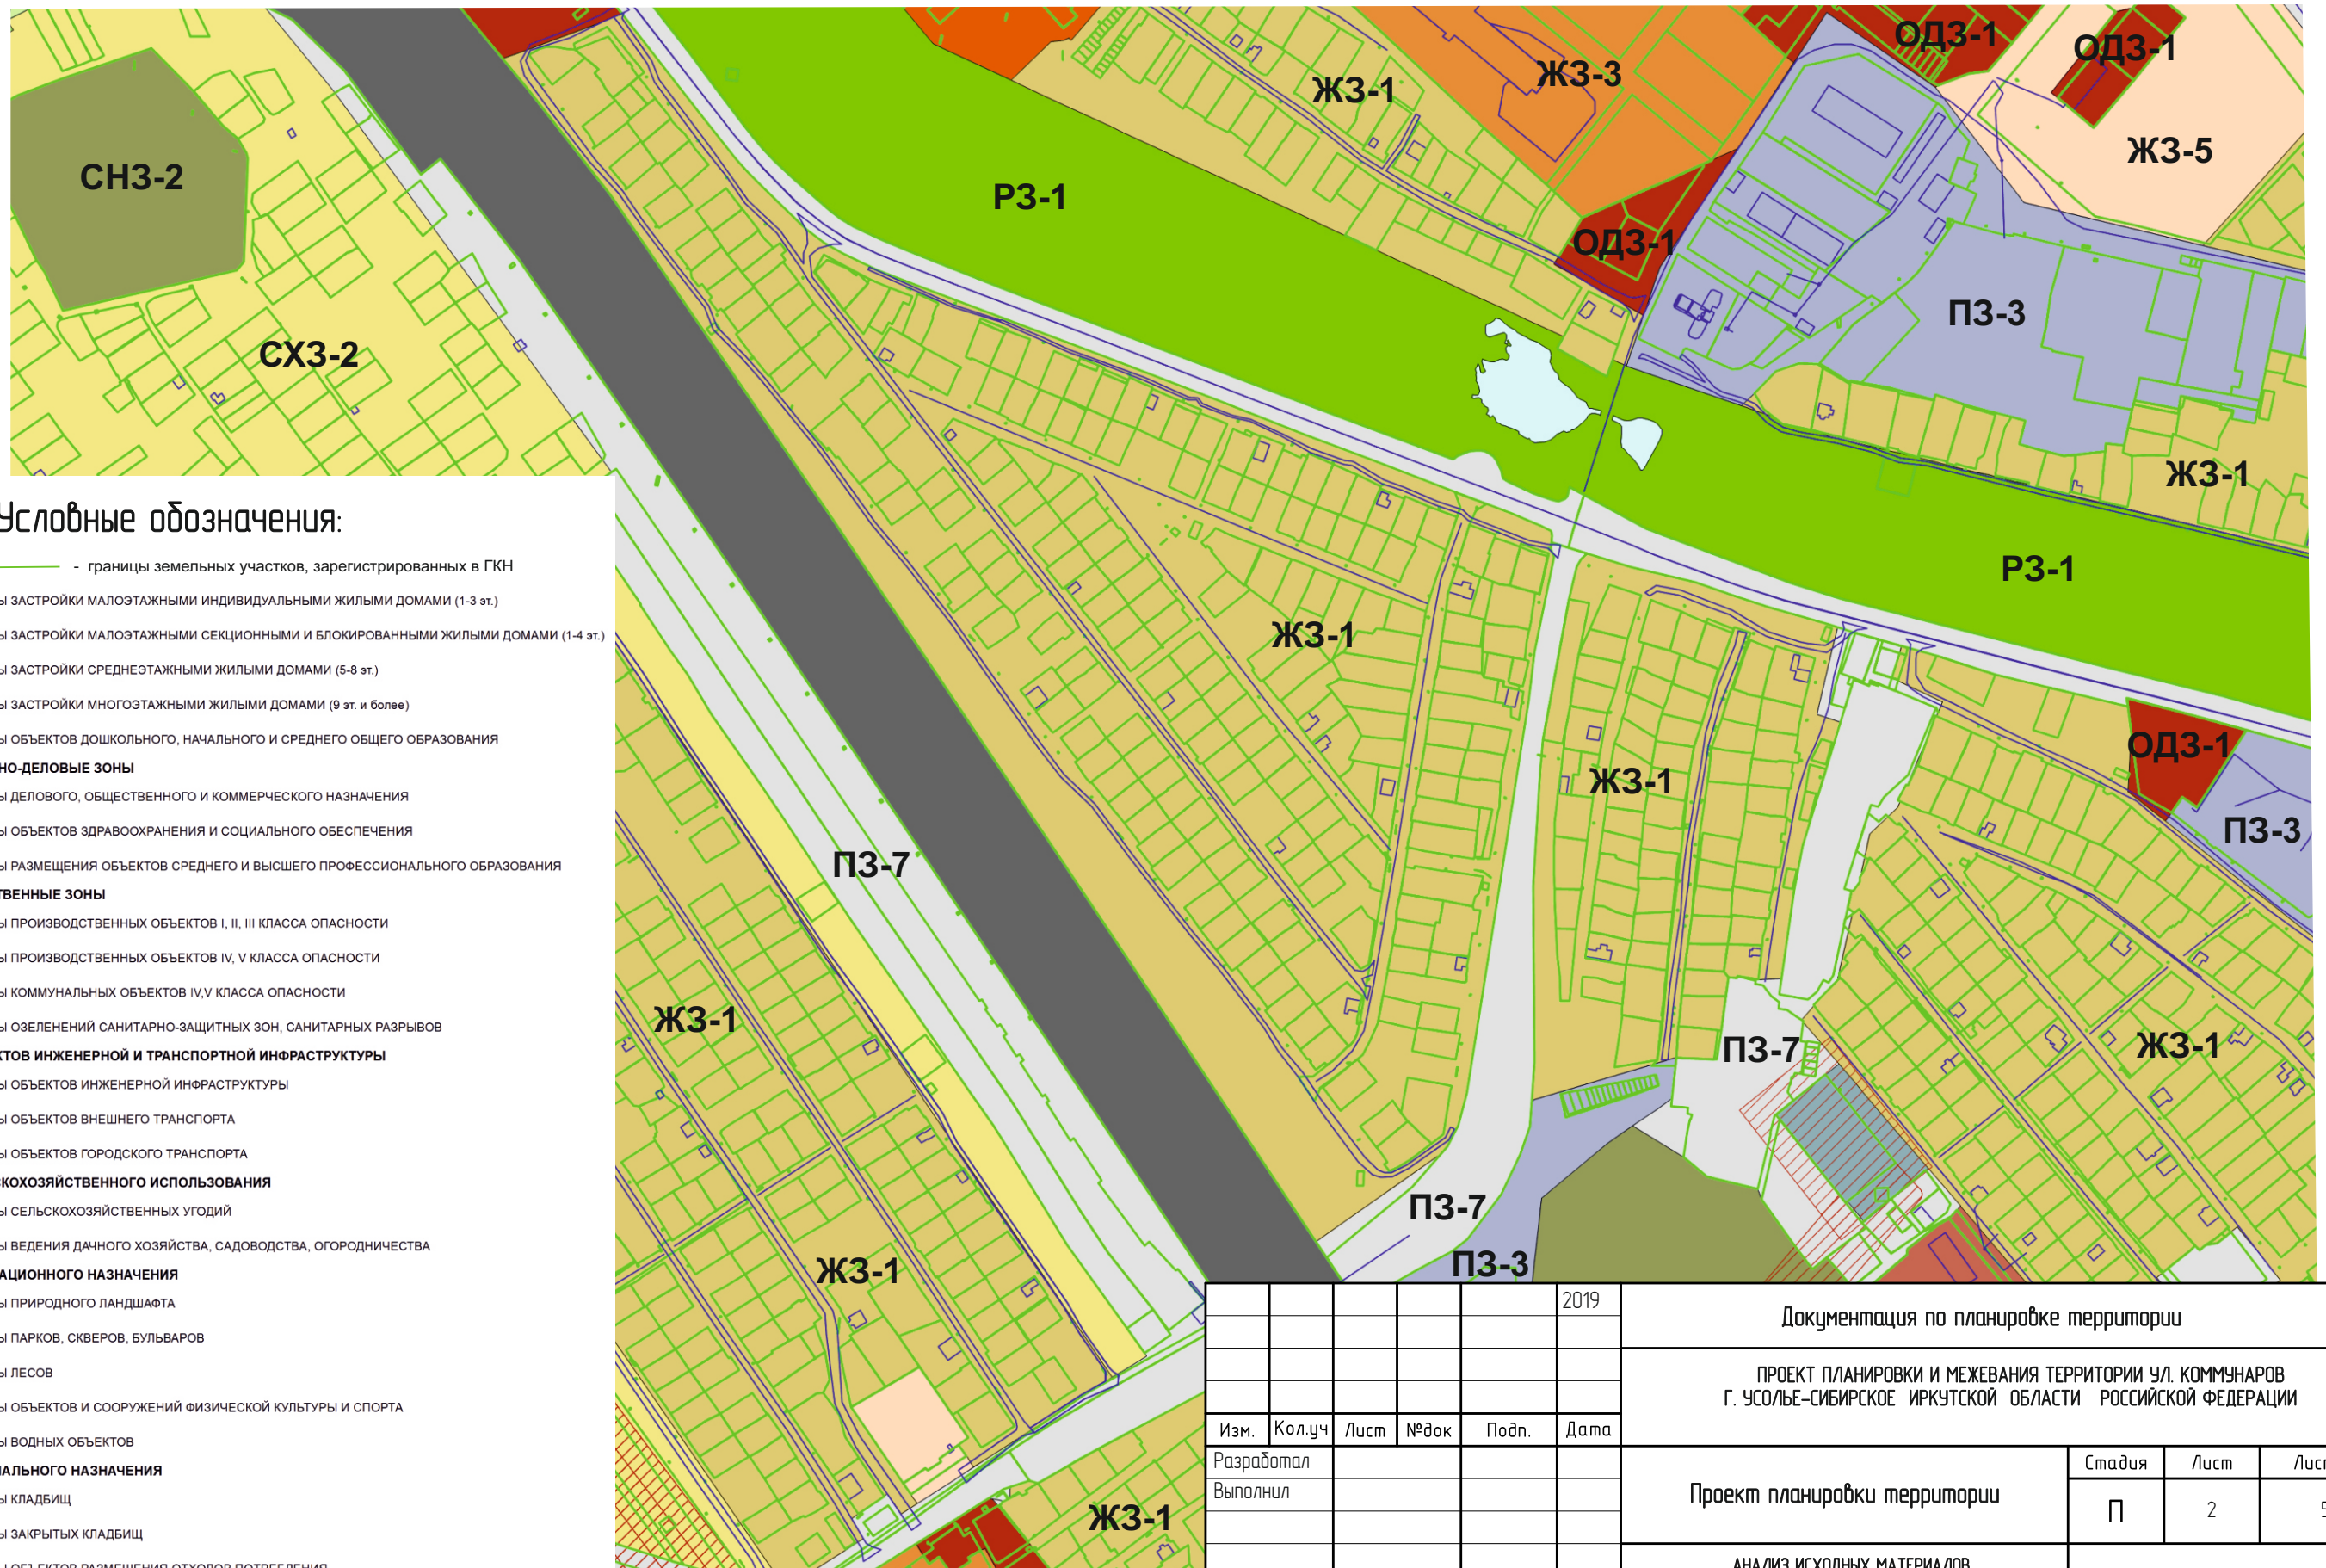 ОДЗ-1
ОДЗ-1
ЖЗ-3
ЖЗ-1
ЖЗ-5
СНЗ-2
РЗ-1
ОДЗ-1
ПЗ-3
СХЗ-2
ЖЗ-1
РЗ-1
ЖЗ-1
ОДЗ-1
ЖЗ-1
ПЗ-3
ПЗ-7
ЖЗ-1
ПЗ-7
ЖЗ-1
ПЗ-7
ПЗ-3
ЖЗ-1
ЖЗ-1
Условные обозначения:
- границы земельных участков, зарегистрированных в ГКН
Ы ЗАСТРОЙКИ МАЛОЭТАЖНЫМИ ИНДИВИДУАЛЬНЫМИ ЖИЛЫМИ ДОМАМИ (1-3 эт.)
Ы ЗАСТРОЙКИ МАЛОЭТАЖНЫМИ СЕКЦИОННЫМИ И БЛОКИРОВАННЫМИ ЖИЛЫМИ ДОМАМИ (1-4 эт.)
Ы ЗАСТРОЙКИ СРЕДНЕЭТАЖНЫМИ ЖИЛЫМИ ДОМАМИ (5-8 эт.)
Ы ЗАСТРОЙКИ МНОГОЭТАЖНЫМИ ЖИЛЫМИ ДОМАМИ (9 эт. и более)
Ы ОБЪЕКТОВ ДОШКОЛЬНОГО, НАЧАЛЬНОГО И СРЕДНЕГО ОБЩЕГО ОБРАЗОВАНИЯ
НО-ДЕЛОВЫЕ ЗОНЫ
Ы ДЕЛОВОГО, ОБЩЕСТВЕННОГО И КОММЕРЧЕСКОГО НАЗНАЧЕНИЯ
Ы ОБЪЕКТОВ ЗДРАВООХРАНЕНИЯ И СОЦИАЛЬНОГО ОБЕСПЕЧЕНИЯ
Ы РАЗМЕЩЕНИЯ ОБЪЕКТОВ СРЕДНЕГО И ВЫСШЕГО ПРОФЕССИОНАЛЬНОГО ОБРАЗОВАНИЯ
ТВЕННЫЕ ЗОНЫ
Ы ПРОИЗВОДСТВЕННЫХ ОБЪЕКТОВ I, II, III КЛАССА ОПАСНОСТИ
Ы ПРОИЗВОДСТВЕННЫХ ОБЪЕКТОВ IV, V КЛАССА ОПАСНОСТИ
Ы КОММУНАЛЬНЫХ ОБЪЕКТОВ IV,V КЛАССА ОПАСНОСТИ
Ы ОЗЕЛЕНЕНИЙ САНИТАРНО-ЗАЩИТНЫХ ЗОН, САНИТАРНЫХ РАЗРЫВОВ
КТОВ ИНЖЕНЕРНОЙ И ТРАНСПОРТНОЙ ИНФРАСТРУКТУРЫ
Ы ОБЪЕКТОВ ИНЖЕНЕРНОЙ ИНФРАСТРУКТУРЫ
Ы ОБЪЕКТОВ ВНЕШНЕГО ТРАНСПОРТА
Ы ОБЪЕКТОВ ГОРОДСКОГО ТРАНСПОРТА
КОХОЗЯЙСТВЕННОГО ИСПОЛЬЗОВАНИЯ
Ы СЕЛЬСКОХОЗЯЙСТВЕННЫХ УГОДИЙ
Ы ВЕДЕНИЯ ДАЧНОГО ХОЗЯЙСТВА, САДОВОДСТВА, ОГОРОДНИЧЕСТВА
АЦИОННОГО НАЗНАЧЕНИЯ
Ы ПРИРОДНОГО ЛАНДШАФТА
Ы ПАРКОВ, СКВЕРОВ, БУЛЬВАРОВ
Ы ЛЕСОВ
Ы ОБЪЕКТОВ И СООРУЖЕНИЙ ФИЗИЧЕСКОЙ КУЛЬТУРЫ И СПОРТА
Ы ВОДНЫХ ОБЪЕКТОВ
АЛЬНОГО НАЗНАЧЕНИЯ
Ы КЛАДБИЩ
Ы ЗАКРЫТЫХ КЛАДБИЩ
Ы ОБЪЕКТОВ РАЗМЕЩЕНИЯ ОТХОДОВ ПОТРЕБЛЕНИЯ
2019
Документация по планировке территории
ПРОЕКТ ПЛАНИРОВКИ И МЕЖЕВАНИЯ ТЕРРИТОРИИ УЛ. КОММУНАРОВ
Г. УСОЛЬЕ-СИБИРСКОЕ ИРКУТСКОЙ ОБЛАСТИ РОССИЙСКОЙ ФЕДЕРАЦИИ
Изм. Кол.уч Лист №док Подп. Дата
Разработал
Выполнил
Проект планировки территории
Стадия Лист Лис
П 2 5
АНАЛИЗ ИСХОДНЫХ МАТЕРИАЛОВ